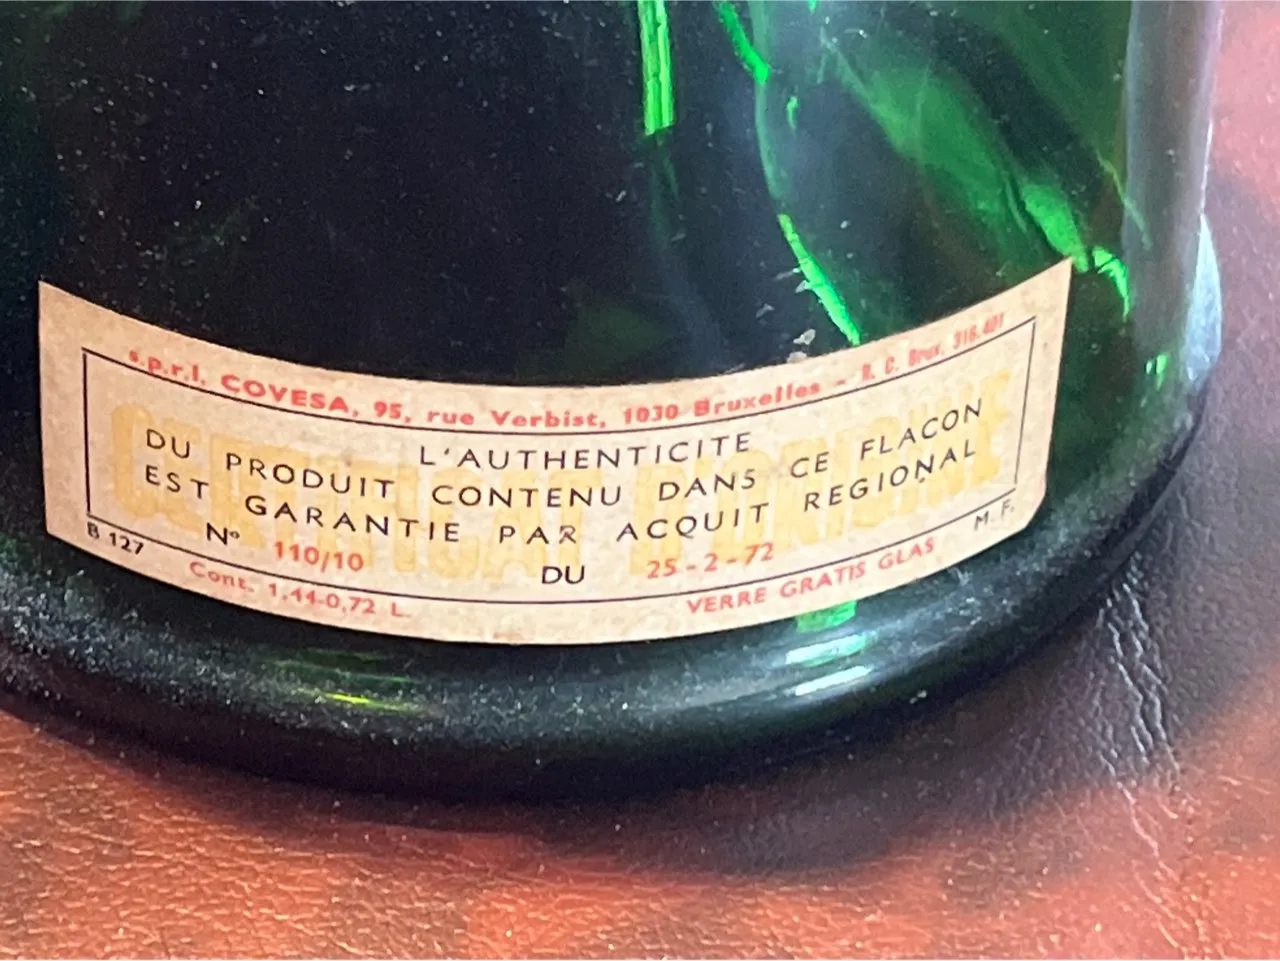 s.p.r.l. COVESA, 95, rue Verbist, 1030 Bruxelles - R. C. Brux. 316.401
CERTIFICAT D'ORIGINE
L'AUTHENTICITE
DU PRODUIT CONTENU DANS CE FLACON
EST GARANTIE PAR ACQUIT REGIONAL
N° 110/10 DU 25-2-72
B 127 M. F.
Cont. 1,44-0,72 L. VERRE GRATIS GLAS